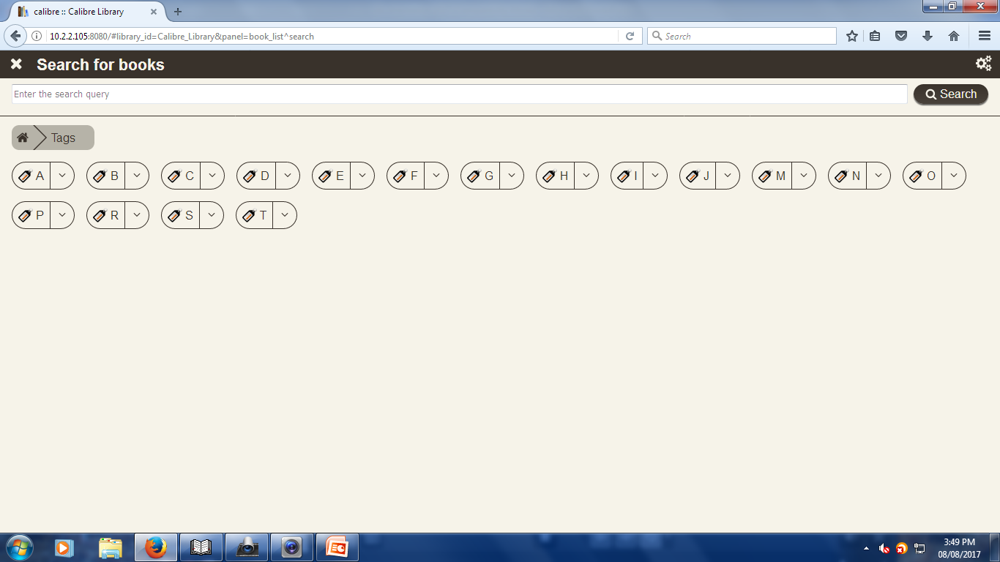 calibre :: Calibre Library
10.2.2.105:8080/#library_id=Calibre_Library&panel=book_list^search
Search
Search for books
Enter the search query
Search
Tags
A B C D E F G H I J M N O
P R S T
3:49 PM
08/08/2017